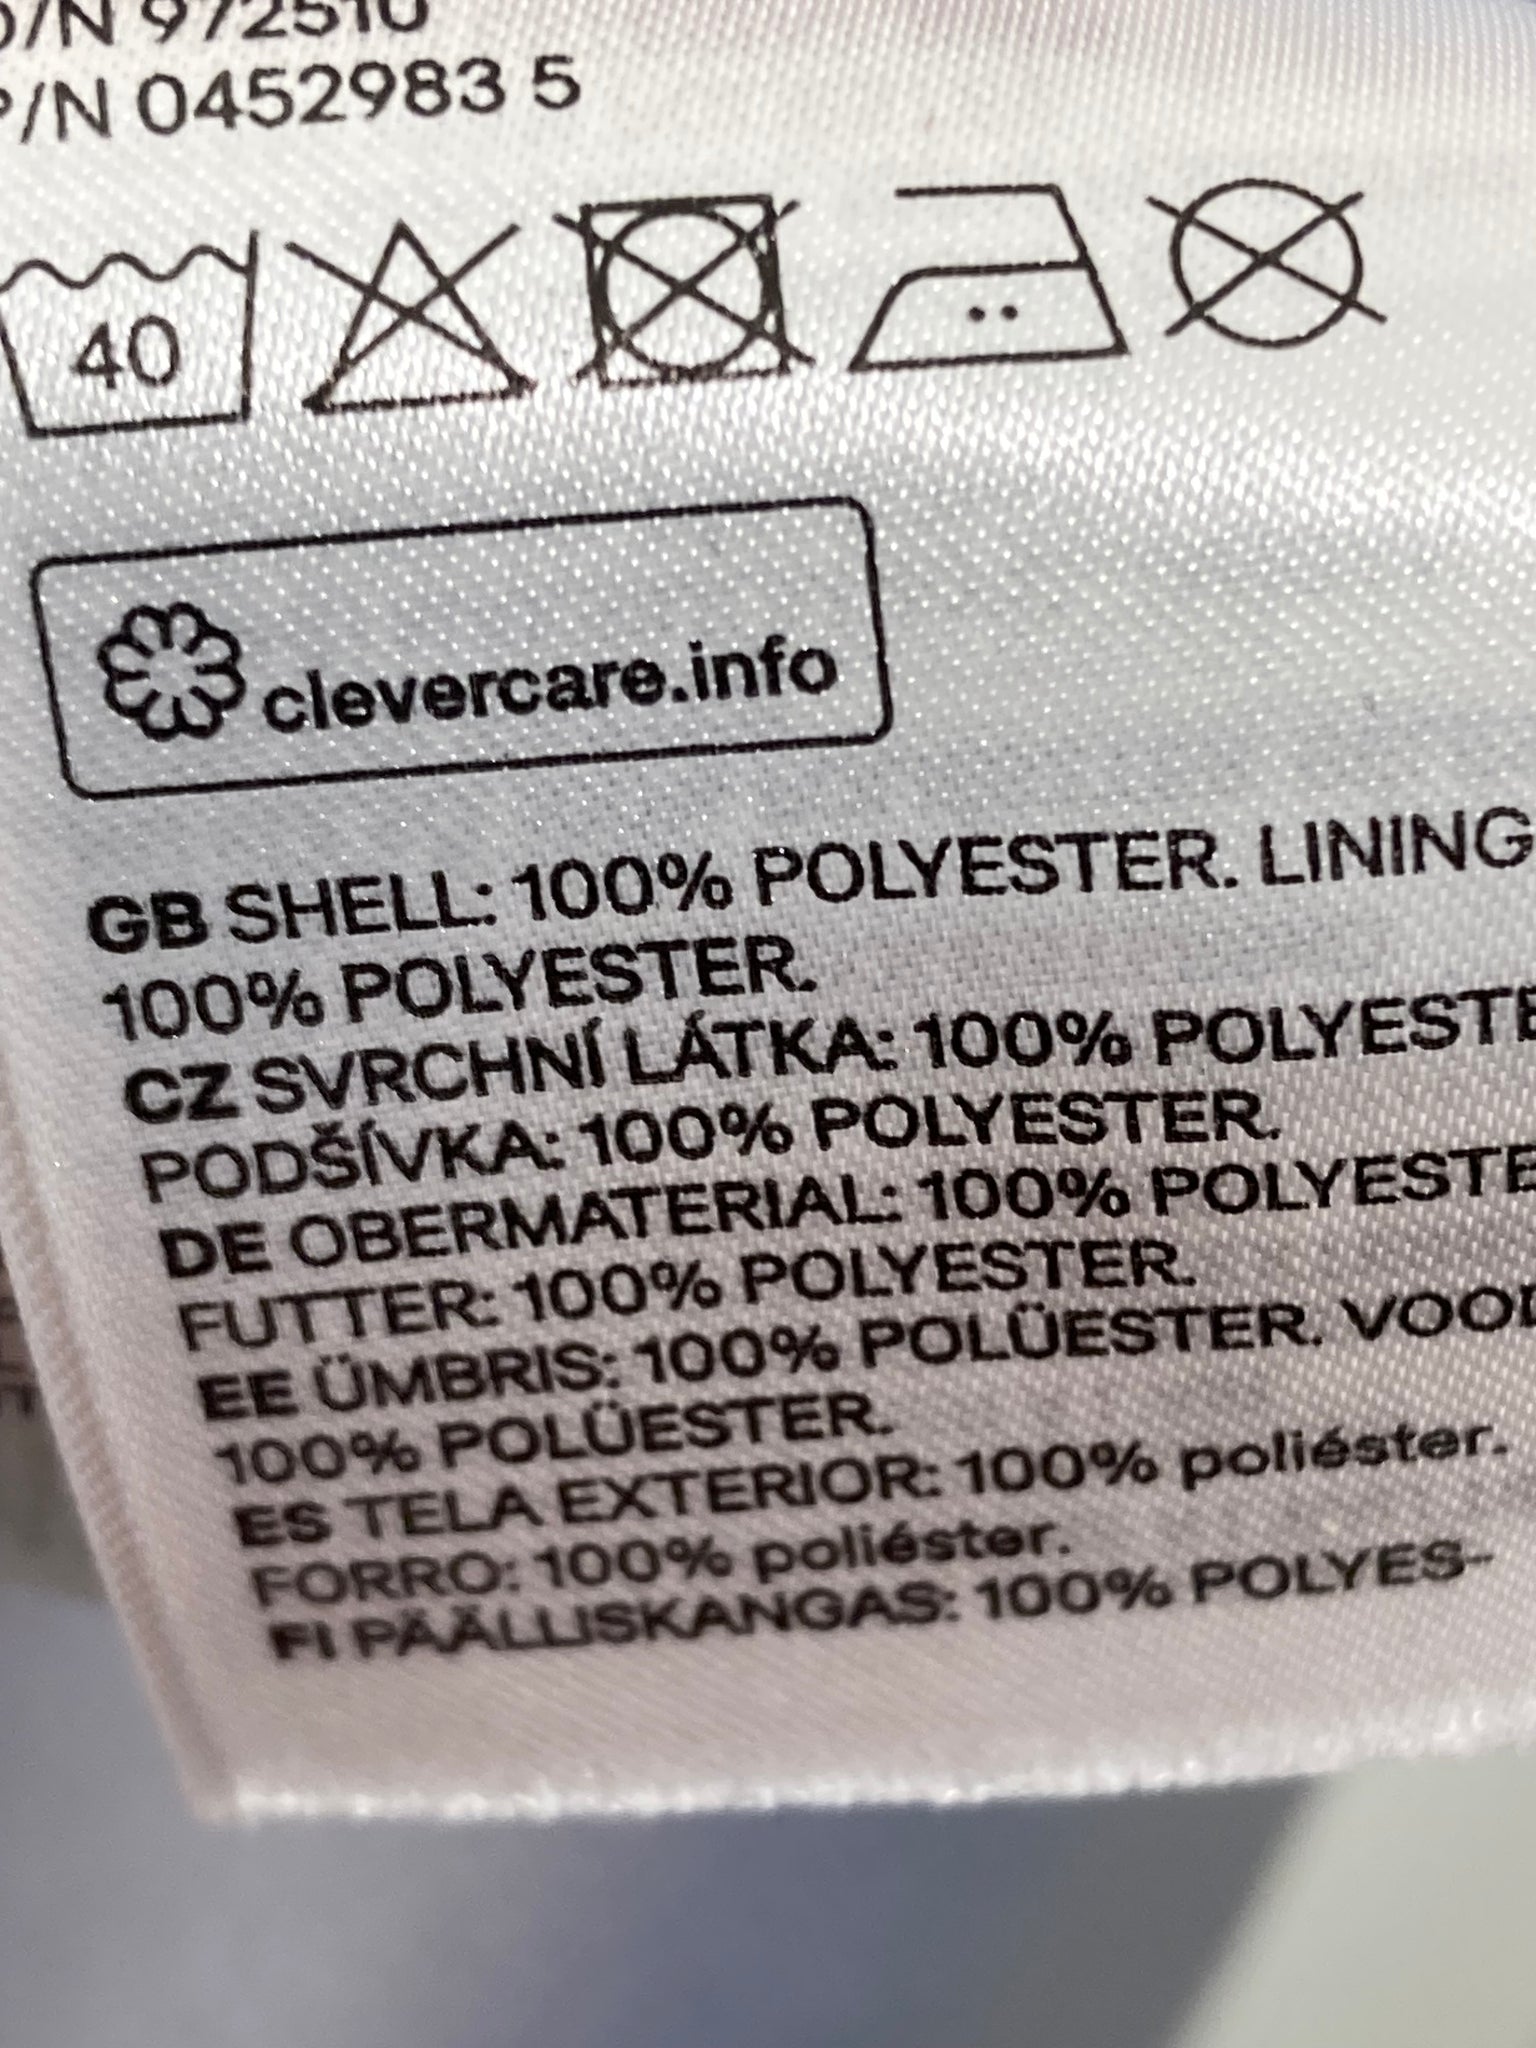 /N 972510
P/N 0452983 5
40
clevercare.info
GB SHELL: 100% POLYESTER. LINING
100% POLYESTER.
CZ SVRCHNÍ LÁTKA: 100% POLYESTE
PODŠÍVKA: 100% POLYESTER.
DE OBERMATERIAL: 100% POLYESTE
FUTTER: 100% POLYESTER.
EE ÜMBRIS: 100% POLÜESTER. VOOD
100% POLÜESTER.
ES TELA EXTERIOR: 100% poliéster.
FORRO: 100% poliéster.
FI PÄÄLLISKANGAS: 100% POLYES-